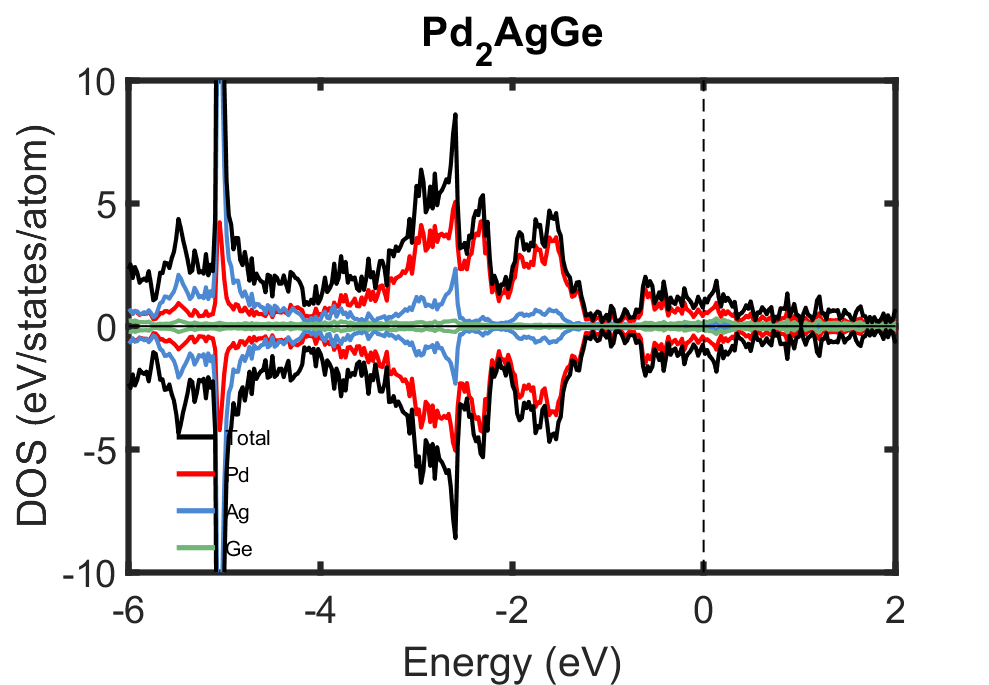 Pd₂AgGe
DOS (eV/states/atom)
10
5
0
-5
-10
Total
Pd
Ag
Ge
-6 -4 -2 0 2
Energy (eV)